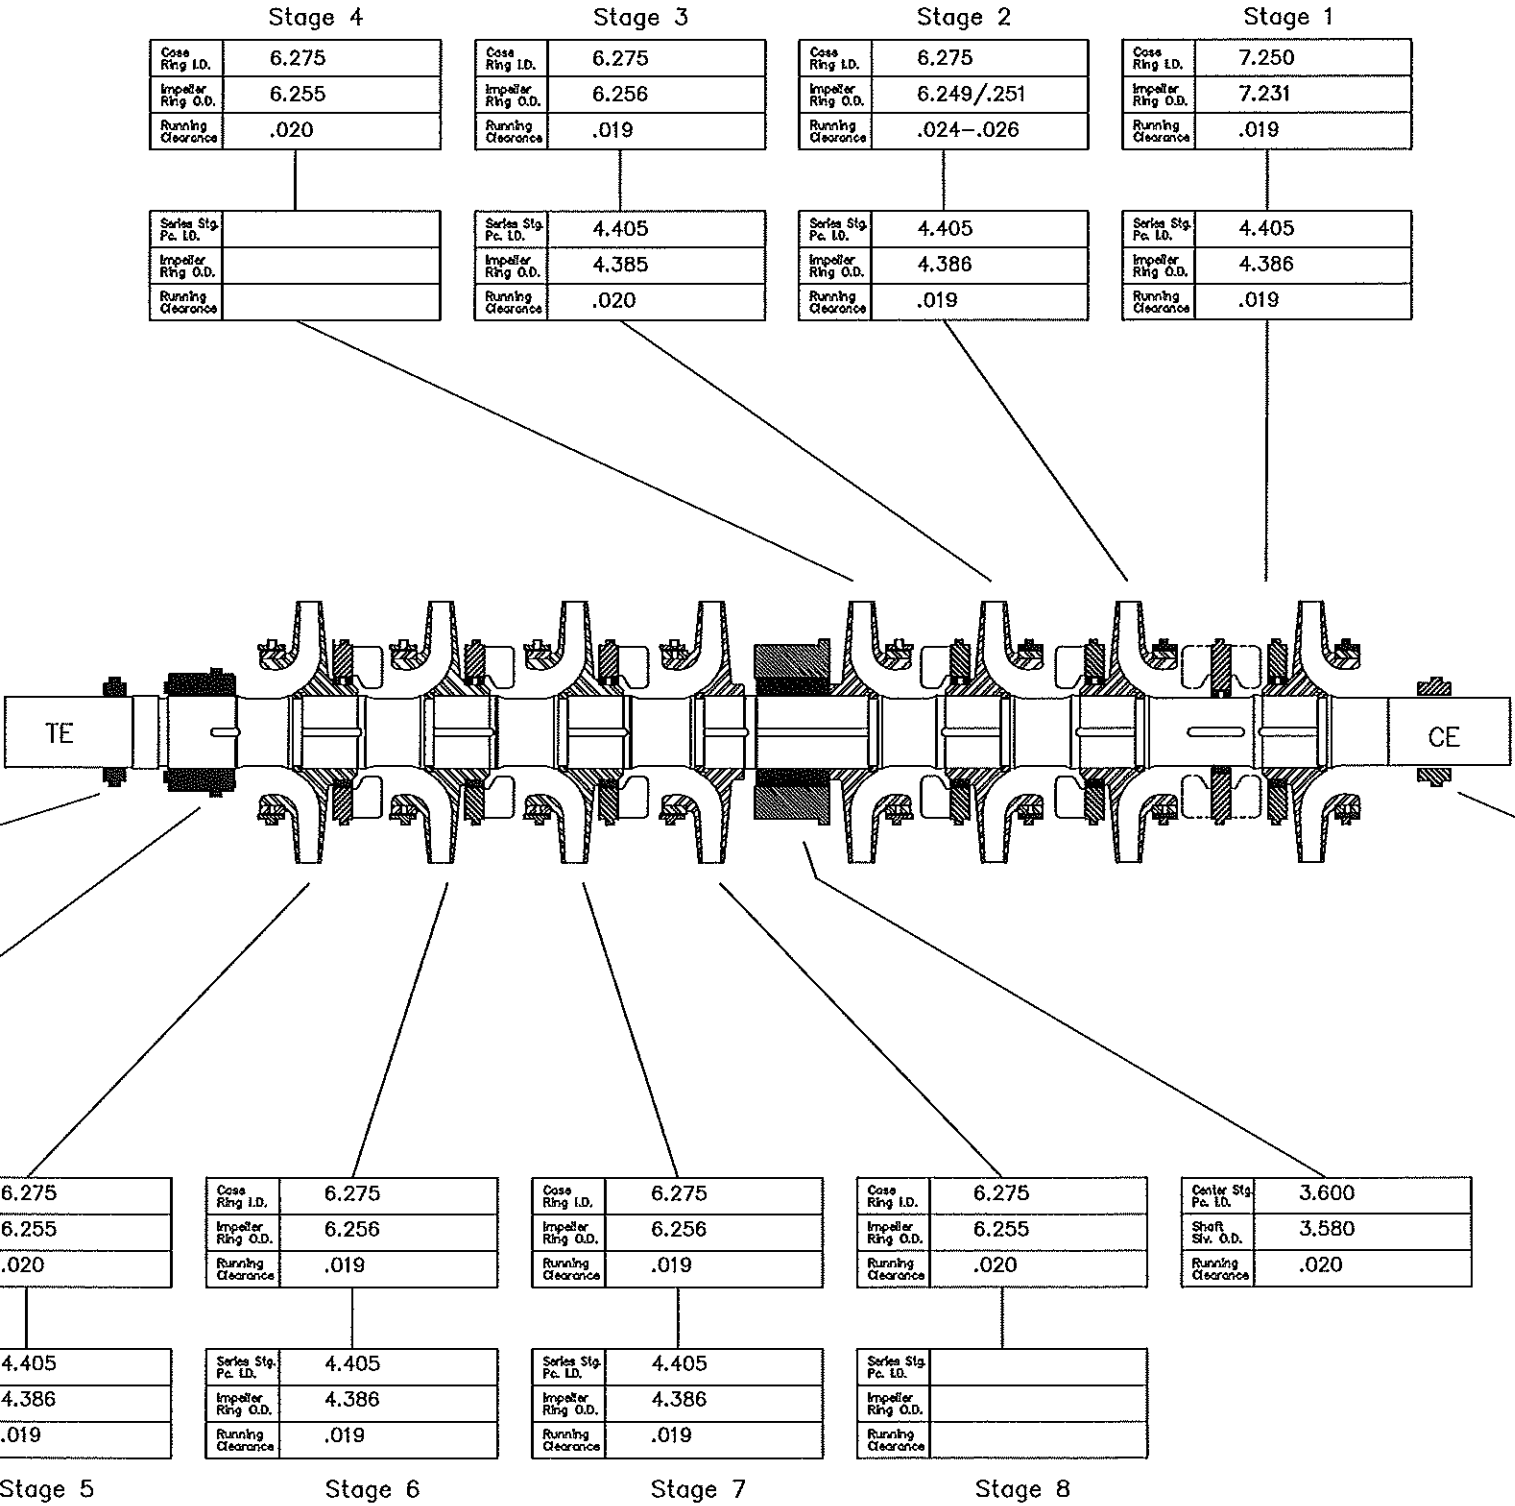 Stage 4
Case Ring I.D. 6.275
Impeller Ring O.D. 6.255
Running Clearance .020
Series Stg. Pc. I.D.
Impeller Ring O.D.
Running Clearance
Stage 3
Case Ring I.D. 6.275
Impeller Ring O.D. 6.256
Running Clearance .019
Series Stg. Pc. I.D. 4.405
Impeller Ring O.D. 4.385
Running Clearance .020
Stage 2
Case Ring I.D. 6.275
Impeller Ring O.D. 6.249/.251
Running Clearance .024-.026
Series Stg. Pc. I.D. 4.405
Impeller Ring O.D. 4.386
Running Clearance .019
Stage 1
Case Ring I.D. 7.250
Impeller Ring O.D. 7.231
Running Clearance .019
Series Stg. Pc. I.D. 4.405
Impeller Ring O.D. 4.386
Running Clearance .019
TE
CE
6.275
6.255
.020
4.405
4.386
.019
Stage 5
Case Ring I.D. 6.275
Impeller Ring O.D. 6.256
Running Clearance .019
Series Stg. Pc. I.D. 4.405
Impeller Ring O.D. 4.386
Running Clearance .019
Stage 6
Case Ring I.D. 6.275
Impeller Ring O.D. 6.256
Running Clearance .019
Series Stg. Pc. I.D. 4.405
Impeller Ring O.D. 4.386
Running Clearance .019
Stage 7
Case Ring I.D. 6.275
Impeller Ring O.D. 6.255
Running Clearance .020
Series Stg. Pc. I.D.
Impeller Ring O.D.
Running Clearance
Stage 8
Center Stg. Pc. I.D. 3.600
Shaft Slv. O.D. 3.580
Running Clearance .020